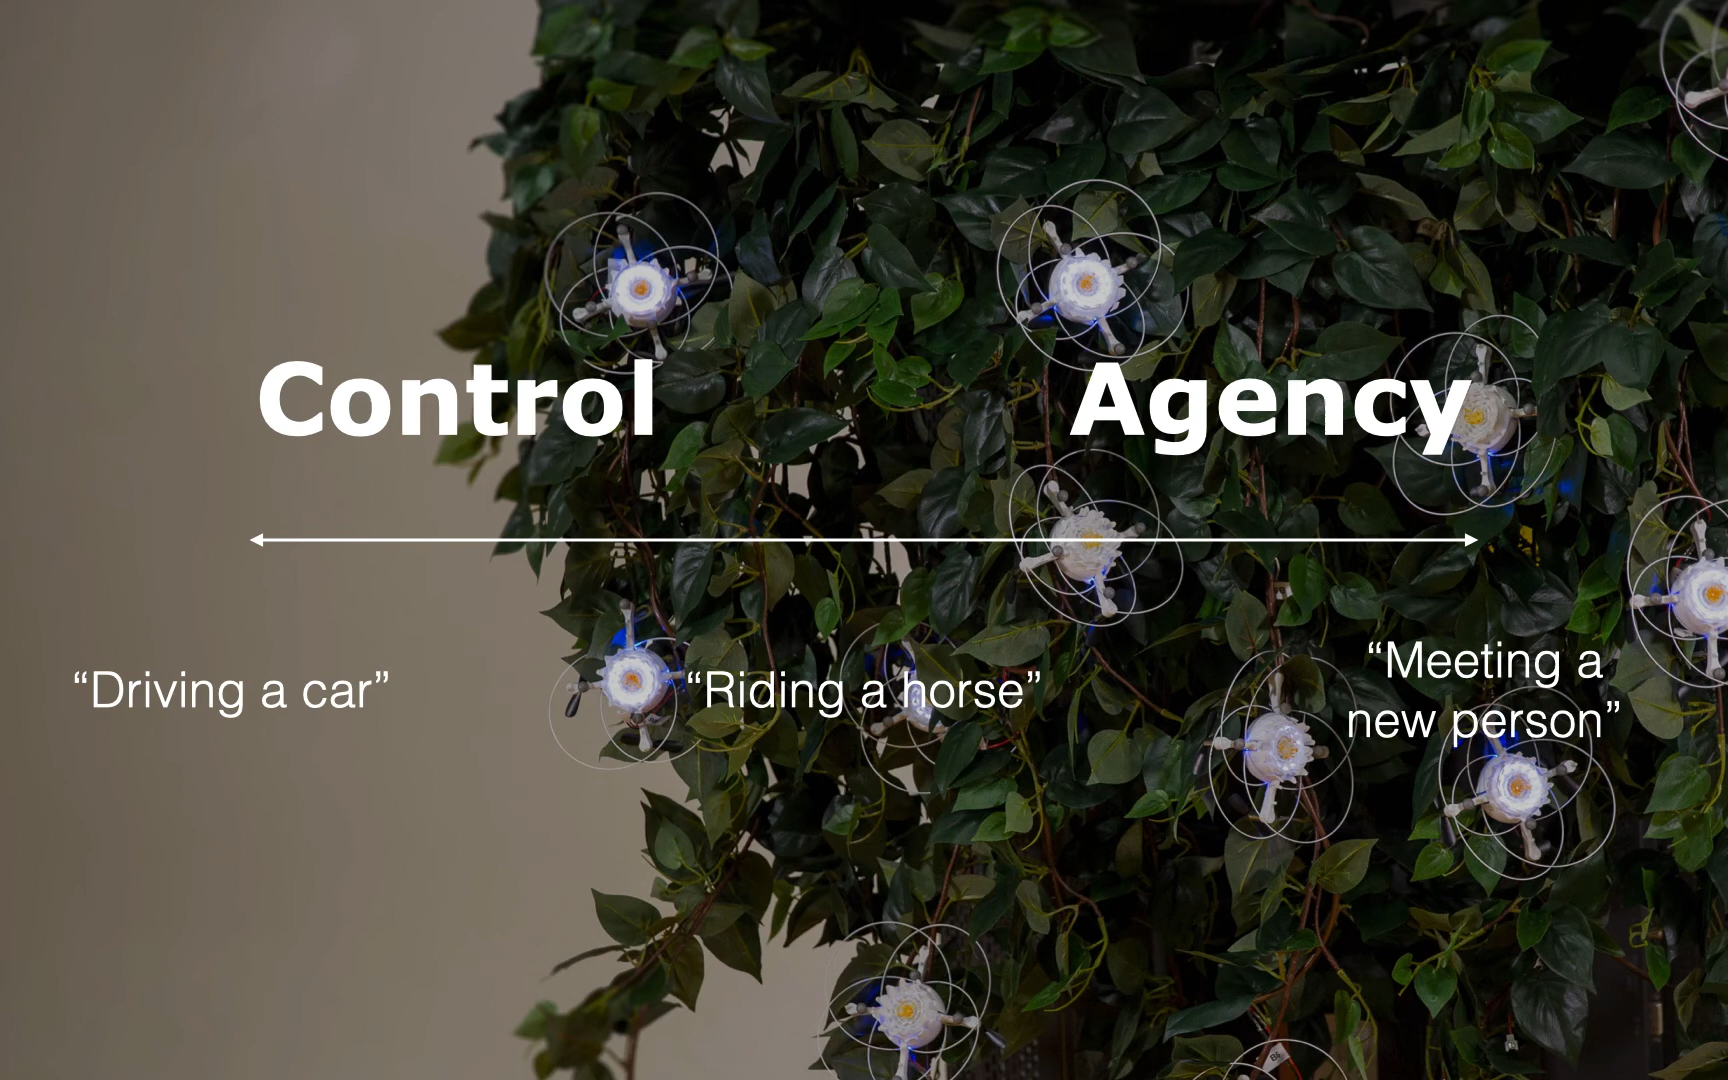 Control
Agency
“Driving a car”
“Riding a horse”
“Meeting a
new person”